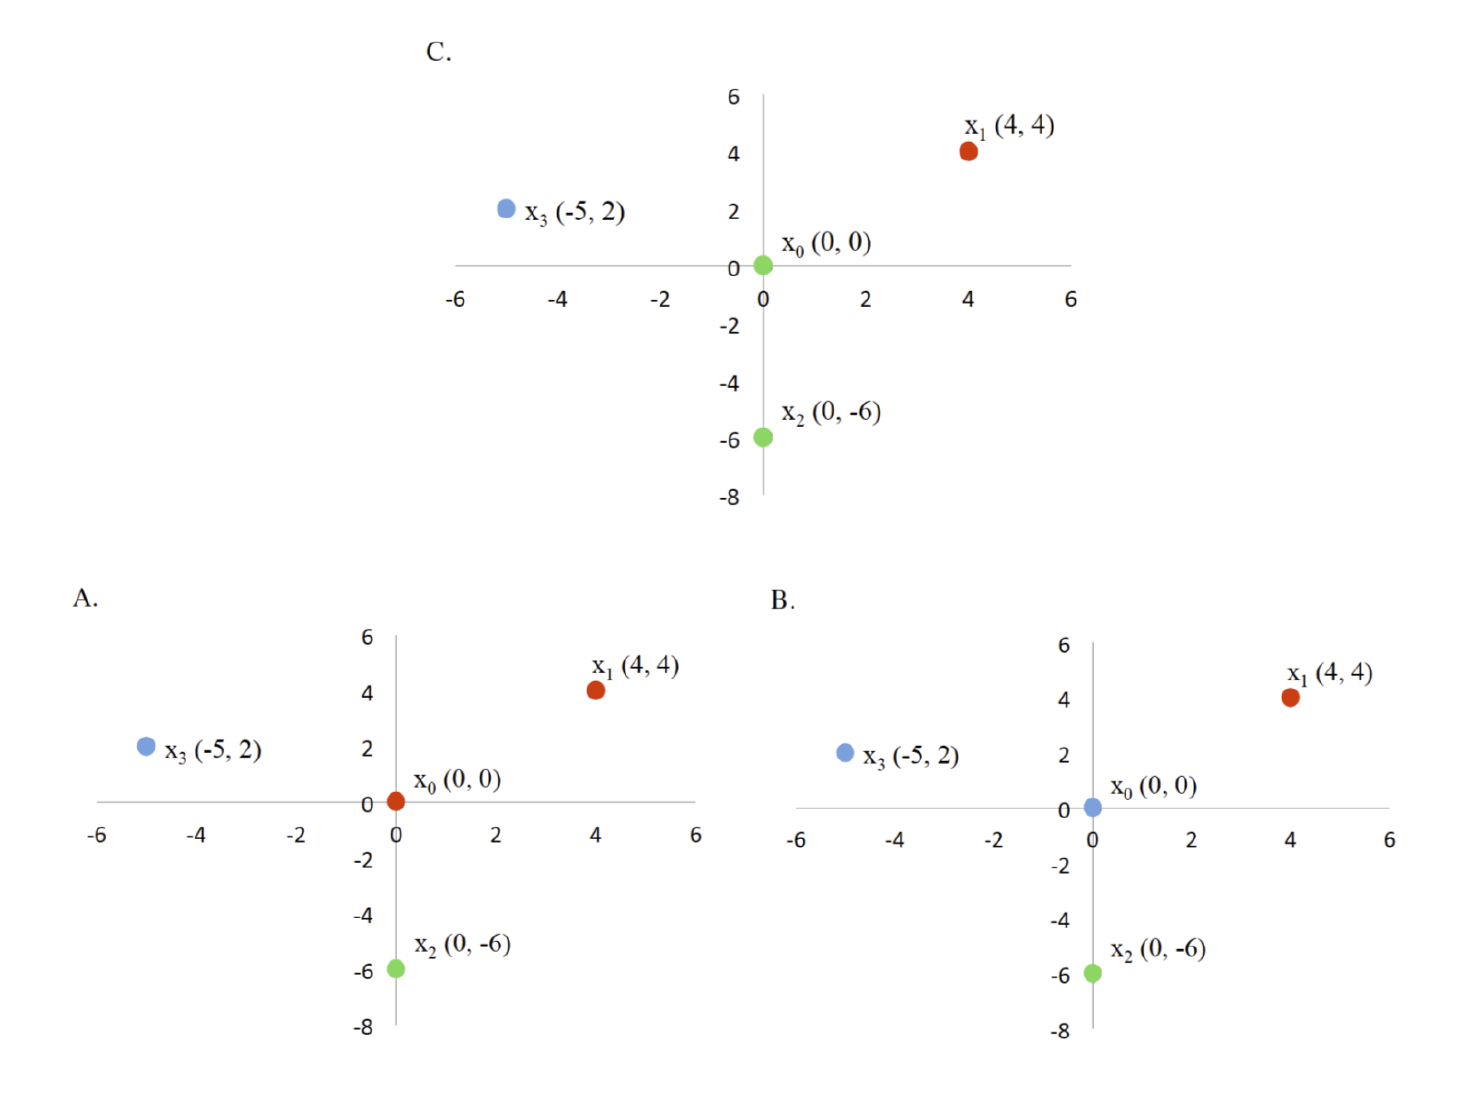 C.
6
x₁ (4, 4)
4
x₃ (-5, 2)
2
x₀ (0, 0)
0
-6 -4 -2 0 2 4 6
-2
-4
x₂ (0, -6)
-6
-8
A.
6
x₁ (4, 4)
4
x₃ (-5, 2)
2
x₀ (0, 0)
0
-6 -4 -2 0 2 4 6
-2
-4
x₂ (0, -6)
-6
-8
B.
6
x₁ (4, 4)
4
x₃ (-5, 2)
2
x₀ (0, 0)
0
-6 -4 -2 0 2 4 6
-2
-4
x₂ (0, -6)
-6
-8